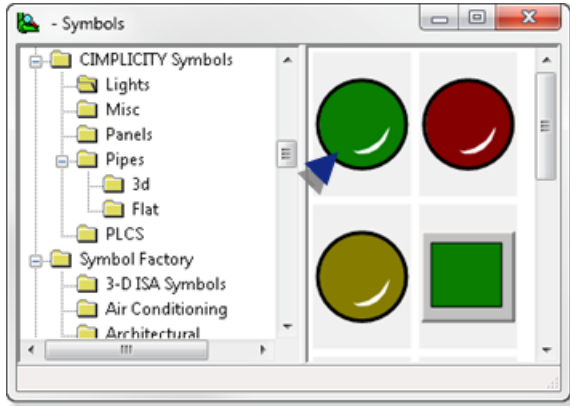 - Symbols
CIMPLICITY Symbols
Lights
Misc
Panels
Pipes
3d
Flat
PLCS
Symbol Factory
3-D ISA Symbols
Air Conditioning
Architectural